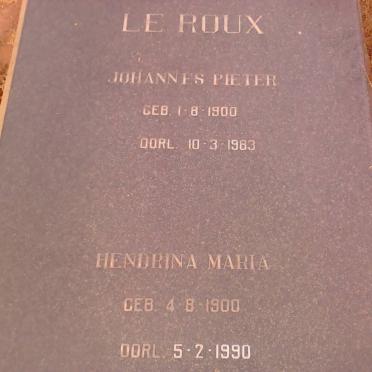 LE ROUX
JOHANNES PIETER
GEB. 1-8-1900
OORL. 10-3-1983
HENDRINA MARIA
GEB. 4-8-1900
OORL. 5-2-1990